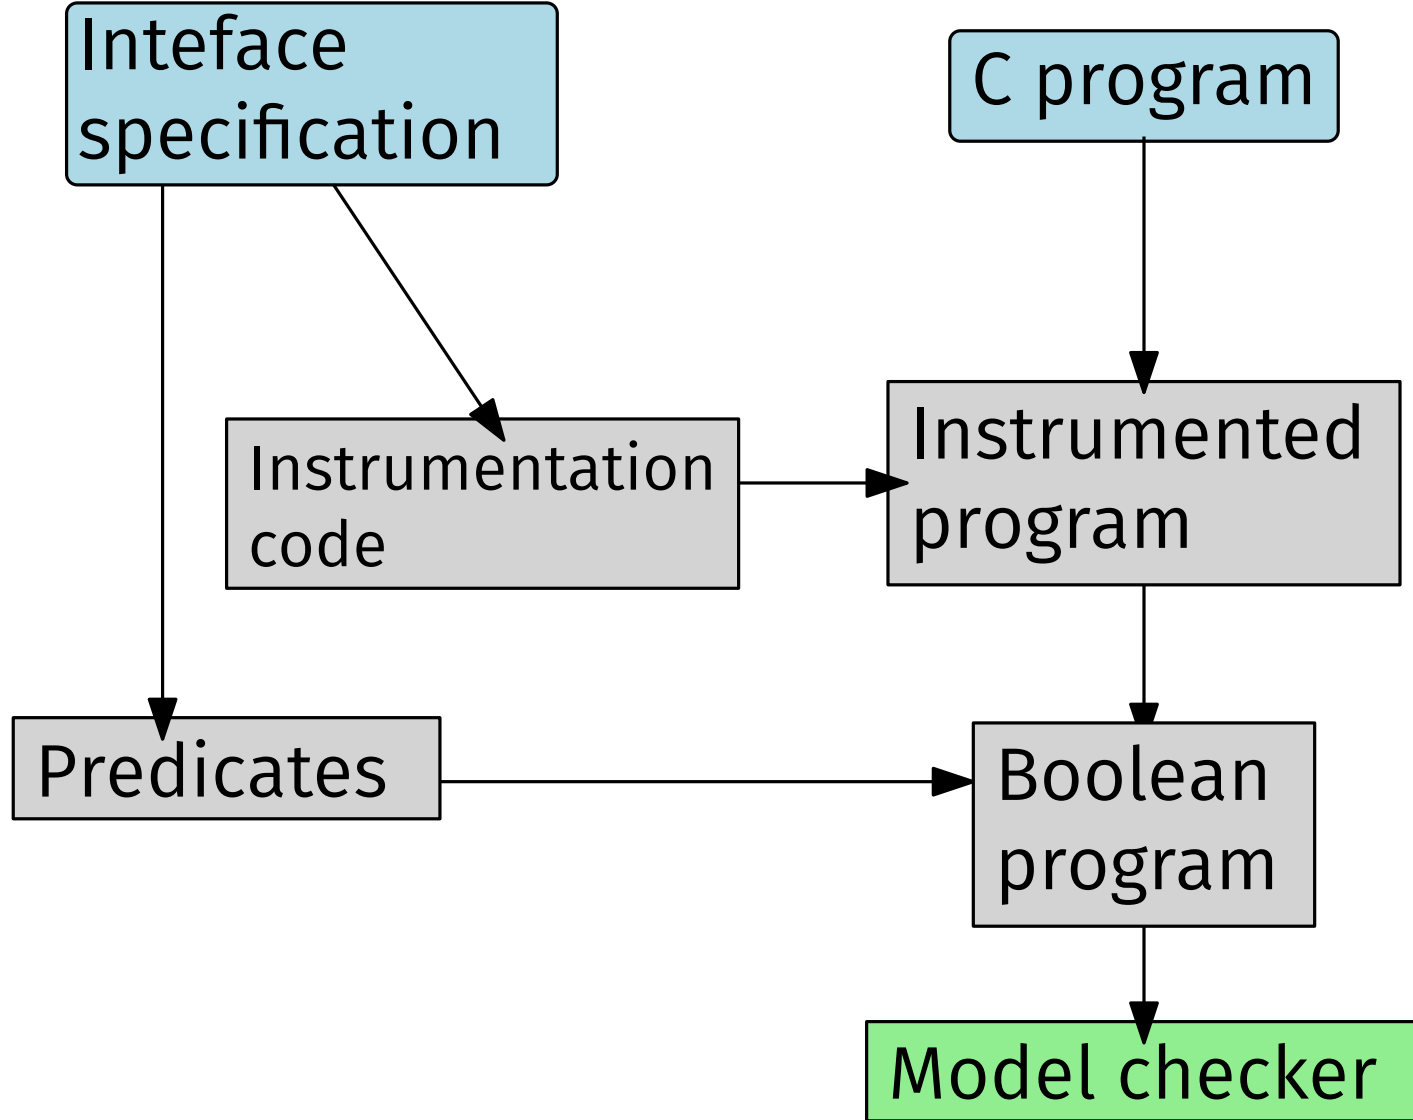 Inteface
specification
C program
Instrumentation
code
Instrumented
program
Predicates
Boolean
program
Model checker